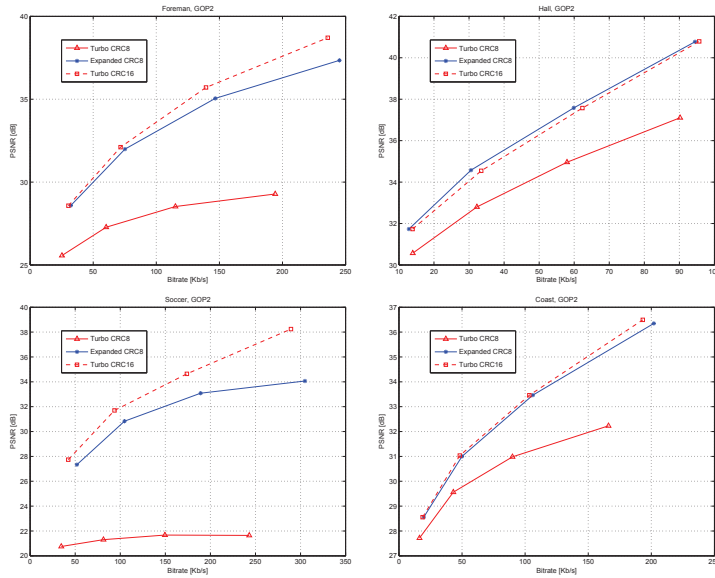 Foreman, GOP2
40
35
30
25
PSNR [dB]
Turbo CRC8
Expanded CRC8
Turbo CRC16
0 50 100 150 200 250
Bitrate [Kb/s]
Hall, GOP2
42
40
38
36
34
32
30
PSNR [dB]
Turbo CRC8
Expanded CRC8
Turbo CRC16
10 20 30 40 50 60 70 80 90 100
Bitrate [Kb/s]
Soccer, GOP2
40
38
36
34
32
30
28
26
24
22
20
PSNR [dB]
Turbo CRC8
Expanded CRC8
Turbo CRC16
0 50 100 150 200 250 300 350
Bitrate [Kb/s]
Coast, GOP2
37
36
35
34
33
32
31
30
29
28
27
PSNR [dB]
Turbo CRC8
Expanded CRC8
Turbo CRC16
0 50 100 150 200 250
Bitrate [Kb/s]